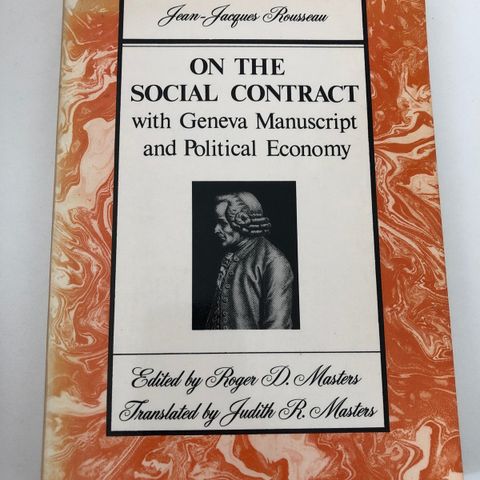 Jean-Jacques Rousseau
ON THE
SOCIAL CONTRACT
with Geneva Manuscript
and Political Economy
Edited by Roger D. Masters
Translated by Judith R. Masters